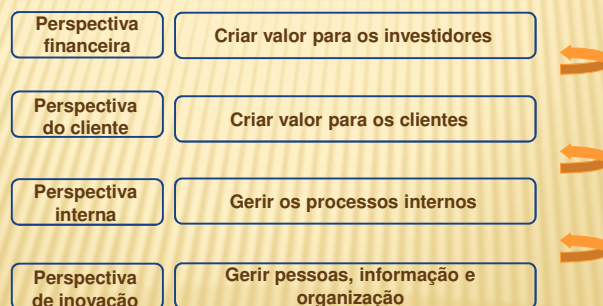 Perspectiva
financeira
Criar valor para os investidores
Perspectiva
do cliente
Criar valor para os clientes
Perspectiva
interna
Gerir os processos internos
Perspectiva
de inovação
Gerir pessoas, informação e
organização